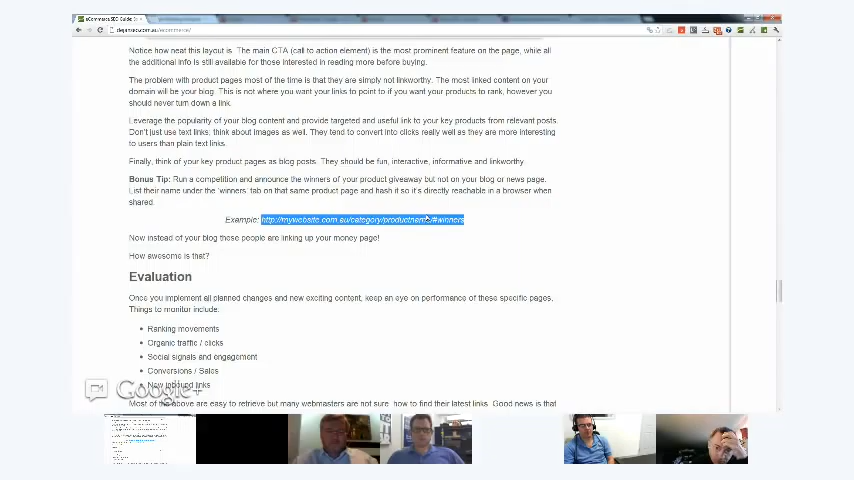 eCommerce SEO Guide: S
dejanseo.com.au/ecommerce/
Notice how neat this layout is. The main CTA (call to action element) is the most prominent feature on the page, while all
the additional info is still available for those interested in reading more before buying.
The problem with product pages most of the time is that they are simply not linkworthy. The most linked content on your
domain will be your blog. This is not where you want your links to point to if you want your products to rank, however you
should never turn down a link.
Leverage the popularity of your blog content and provide targeted and useful link to your key products from relevant posts.
Don't just use text links; think about images as well. They tend to convert into clicks really well as they are more interesting
to users than plain text links.
Finally, think of your key product pages as blog posts. They should be fun, interactive, informative and linkworthy.
Bonus Tip: Run a competition and announce the winners of your product giveaway but not on your blog or news page.
List their name under the 'winners' tab on that same product page and hash it so it's directly reachable in a browser when
shared.
Example: http://mywebsite.com.au/category/productname/#winners
Now instead of your blog these people are linking up your money page!
How awesome is that?
Evaluation
Once you implement all planned changes and new exciting content, keep an eye on performance of these specific pages,
Things to monitor include:
• Ranking movements
• Organic traffic / clicks
• Social signals and engagement
• Conversions / Sales
• New inbound links
Google+
Most of the above are easy to retrieve but many webmasters are not sure how to find their latest links. Good news is that